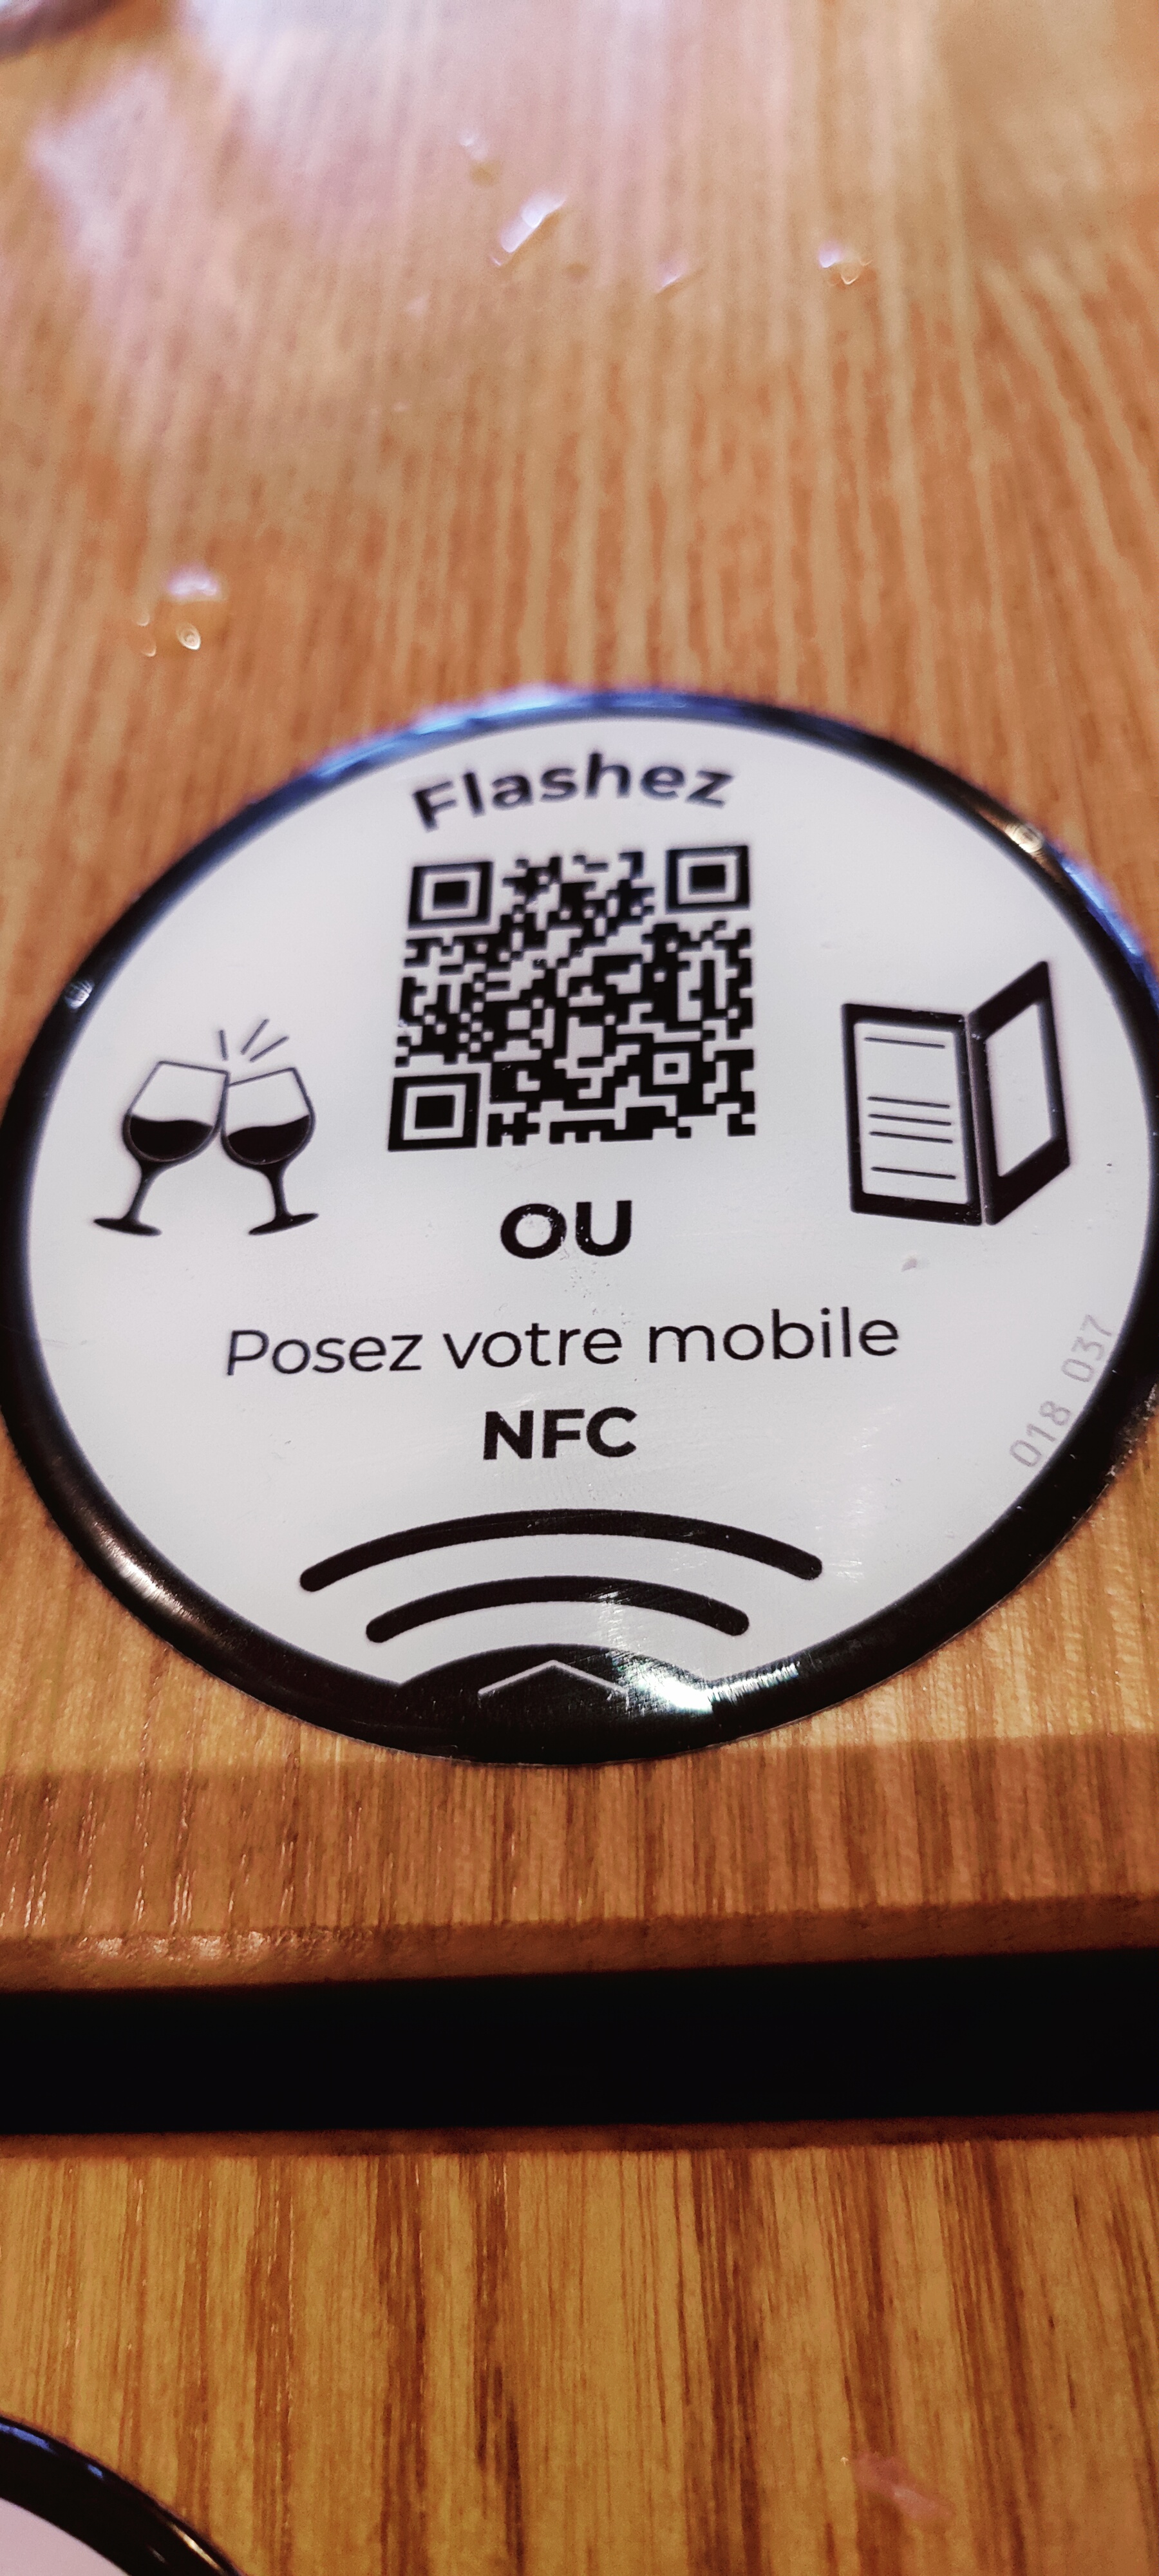 Flashez
OU
Posez votre mobile
NFC
018 037